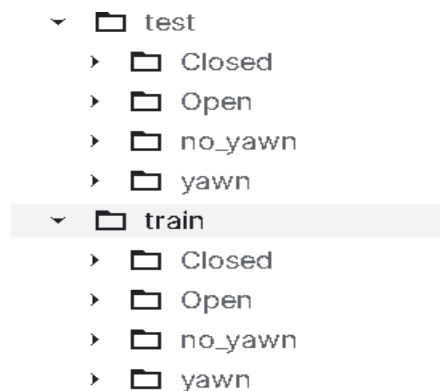 test
Closed
Open
no_yawn
yawn
train
Closed
Open
no_yawn
yawn